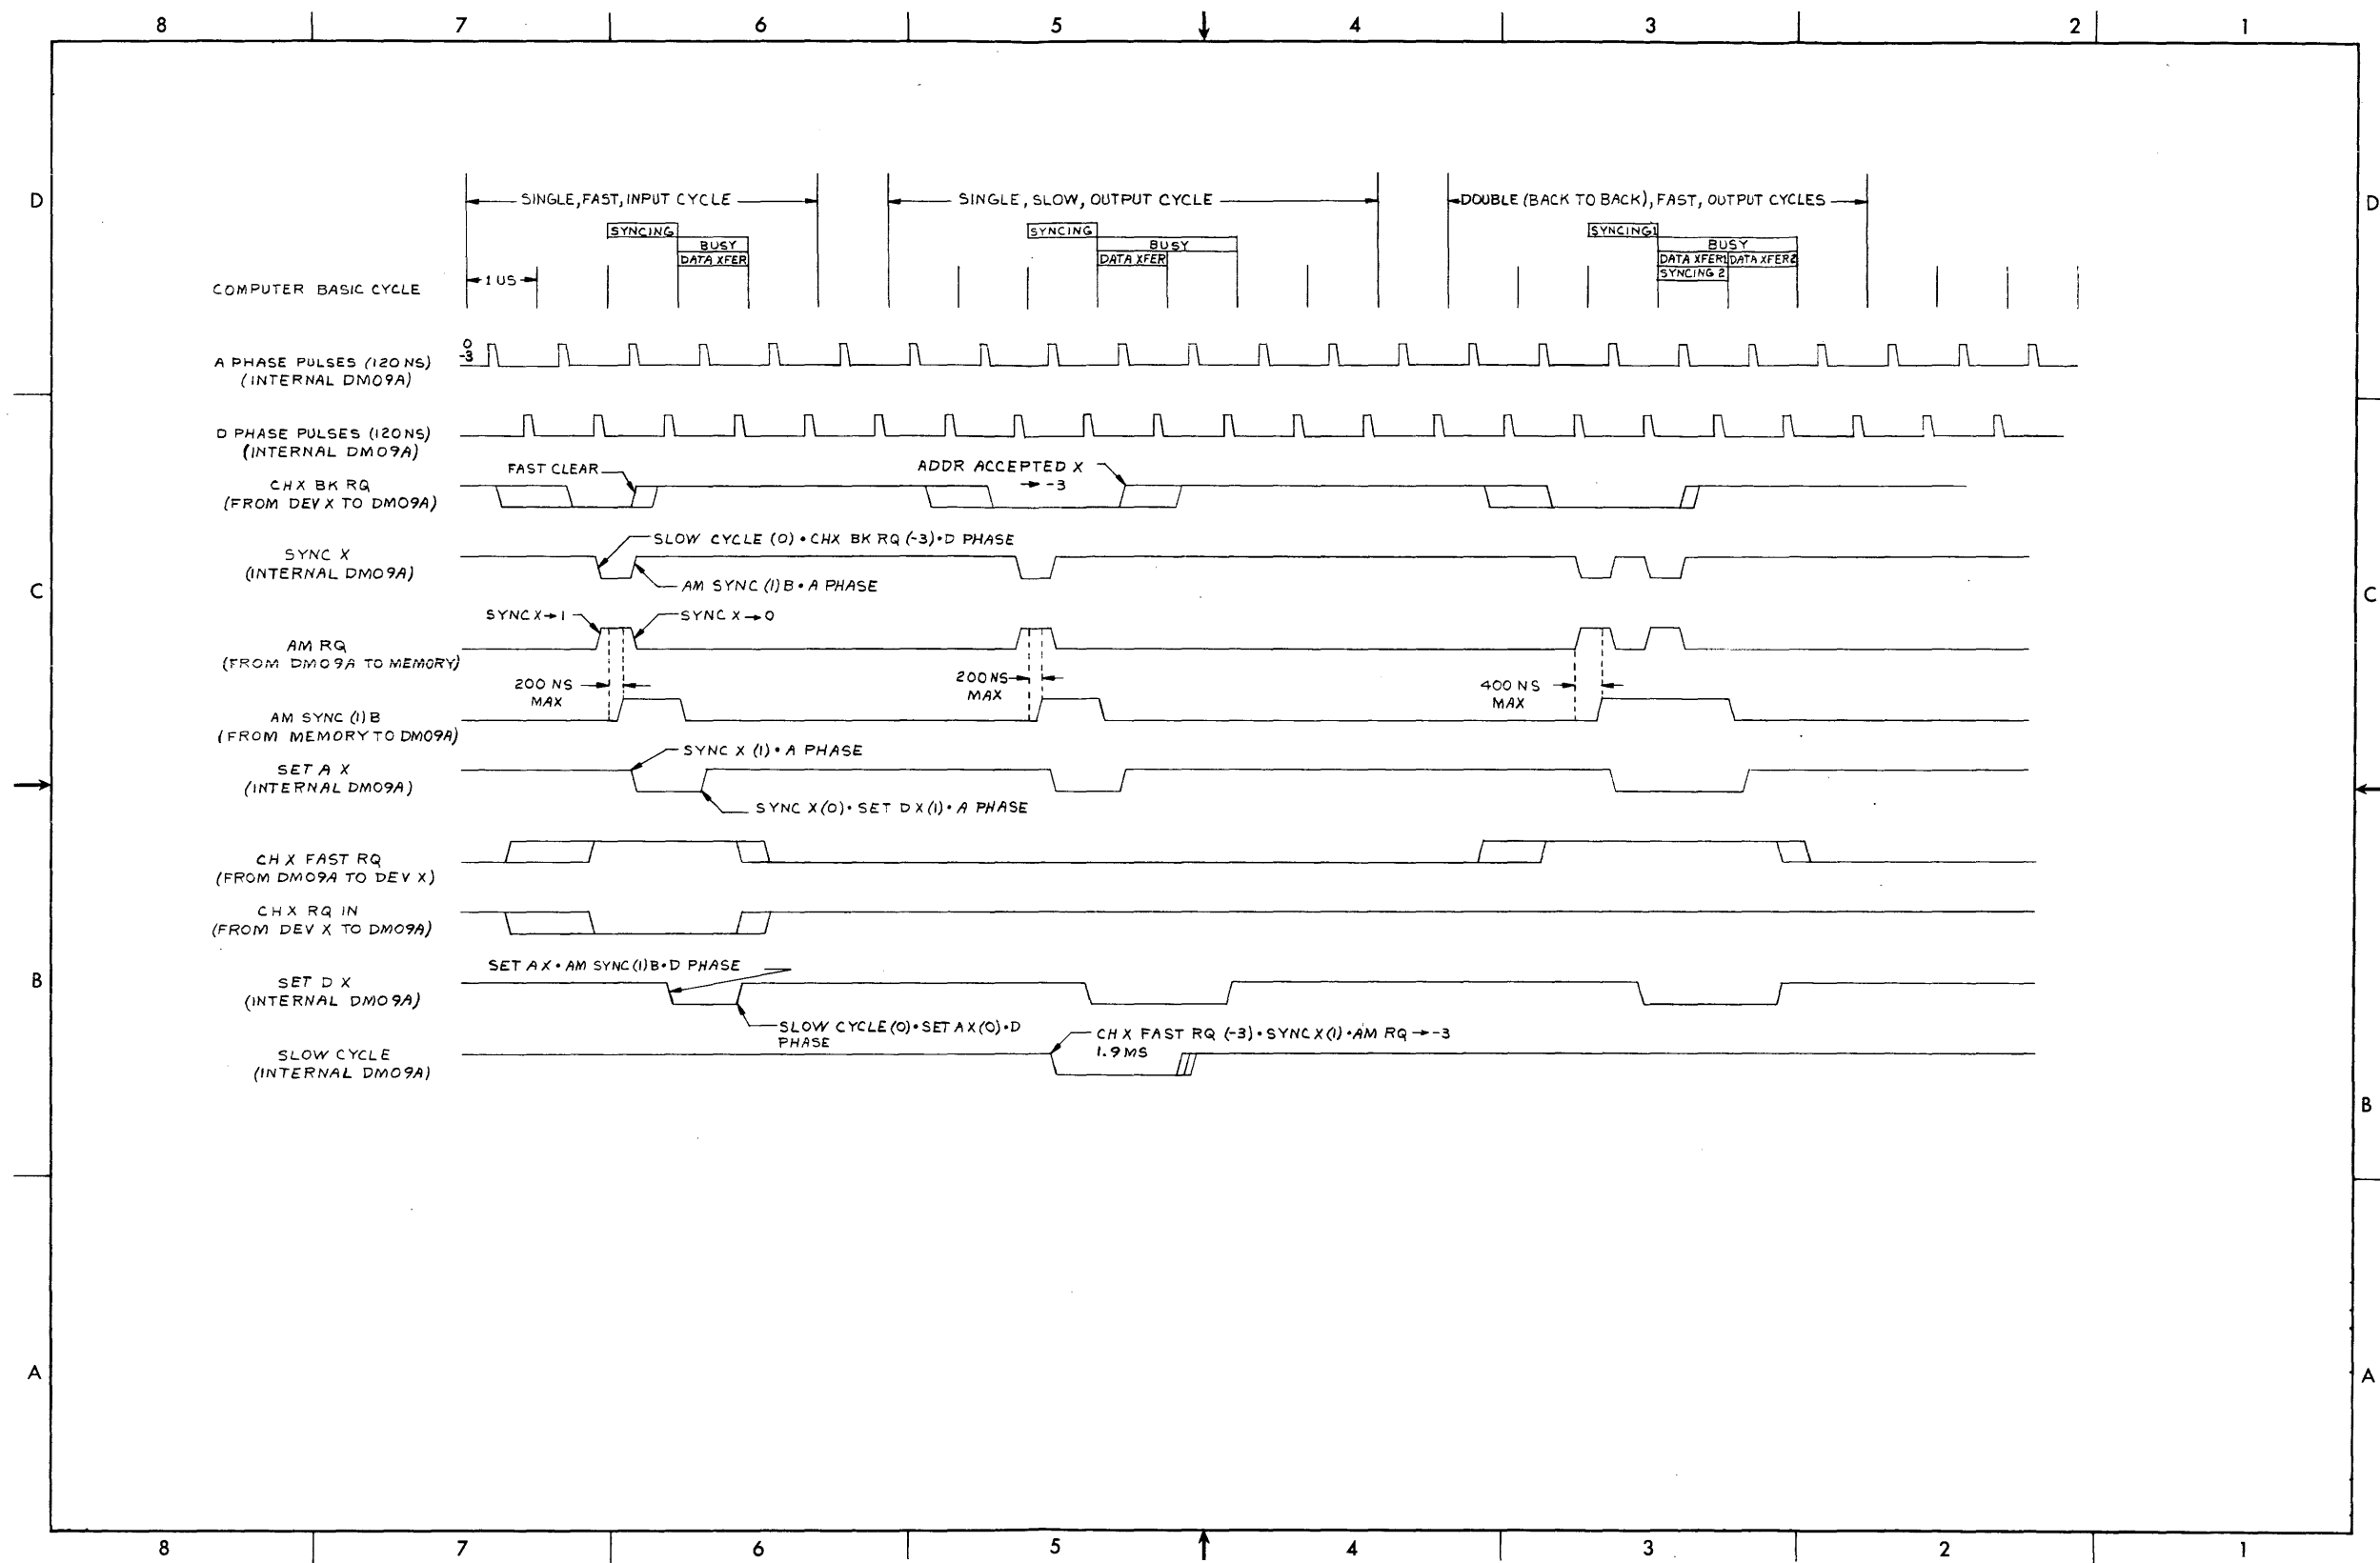 8 7 6 5 4 3 2 1
D D
SINGLE, FAST, INPUT CYCLE
SINGLE, SLOW, OUTPUT CYCLE
DOUBLE (BACK TO BACK), FAST, OUTPUT CYCLES
SYNCING
SYNCING
SYNCING1
BUSY
BUSY
BUSY
DATA XFER
DATA XFER
DATA XFER1
DATA XFER2
SYNCING 2
COMPUTER BASIC CYCLE
1 US
A PHASE PULSES (120NS)
(INTERNAL DM09A)
0
-3
D PHASE PULSES (120NS)
(INTERNAL DM09A)
FAST CLEAR
ADDR ACCEPTED X
→ -3
CHX BK RQ
(FROM DEV X TO DM09A)
SLOW CYCLE (0) • CHX BK RQ (-3) • D PHASE
SYNC X
(INTERNAL DM09A)
AM SYNC (1) B • A PHASE
C C
SYNC X → 1
SYNC X → 0
AM RQ
(FROM DM09A TO MEMORY)
200 NS
MAX
200NS
MAX
400 NS
MAX
AM SYNC (1) B
(FROM MEMORY TO DM09A)
SYNC X (1) • A PHASE
SET A X
(INTERNAL DM09A)
SYNC X(0) • SET DX(1) • A PHASE
CH X FAST RQ
(FROM DM09A TO DEV X)
CH X RQ IN
(FROM DEV X TO DM09A)
SET AX • AM SYNC(1)B • D PHASE
B
SET D X
(INTERNAL DM09A)
SLOW CYCLE(0) • SET AX(0) • D
PHASE
CH X FAST RQ (-3) • SYNC X(1) • AM RQ → -3
1.9MS
SLOW CYCLE
(INTERNAL DM09A)
B
A A
8 7 6 5 4 3 2 1